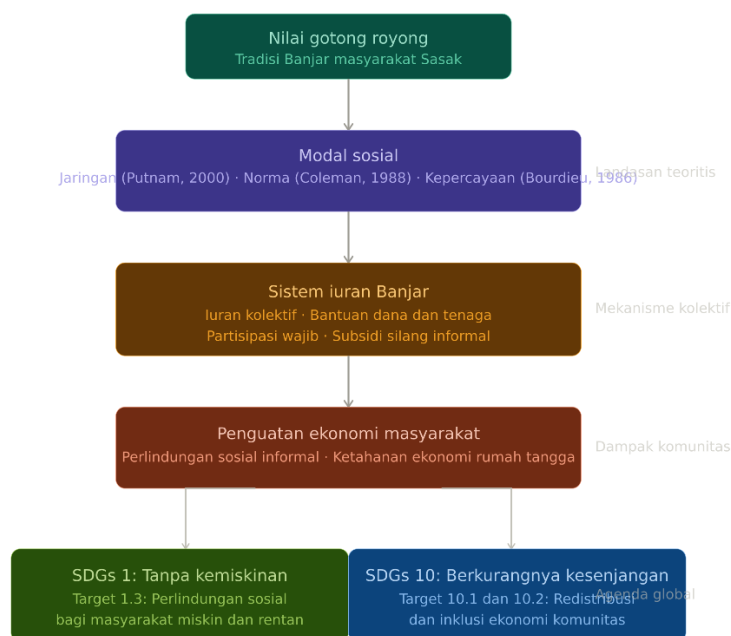 Nilai gotong royong
Tradisi Banjar masyarakat Sasak
Modal sosial
Jaringan (Putnam, 2000) · Norma (Coleman, 1988) · Kepercayaan (Bourdieu, 1986)
Landasan teoritis
Sistem iuran Banjar
Iuran kolektif · Bantuan dana dan tenaga
Partisipasi wajib · Subsidi silang informal
Mekanisme kolektif
Penguatan ekonomi masyarakat
Perlindungan sosial informal · Ketahanan ekonomi rumah tangga
Dampak komunitas
SDGs 1: Tanpa kemiskinan
Target 1.3: Perlindungan sosial
bagi masyarakat miskin dan rentan
SDGs 10: Berkurangnya kesenjangan
Target 10.1 dan 10.2: Redistribusi
dan inklusi ekonomi komunitas
Agenda global